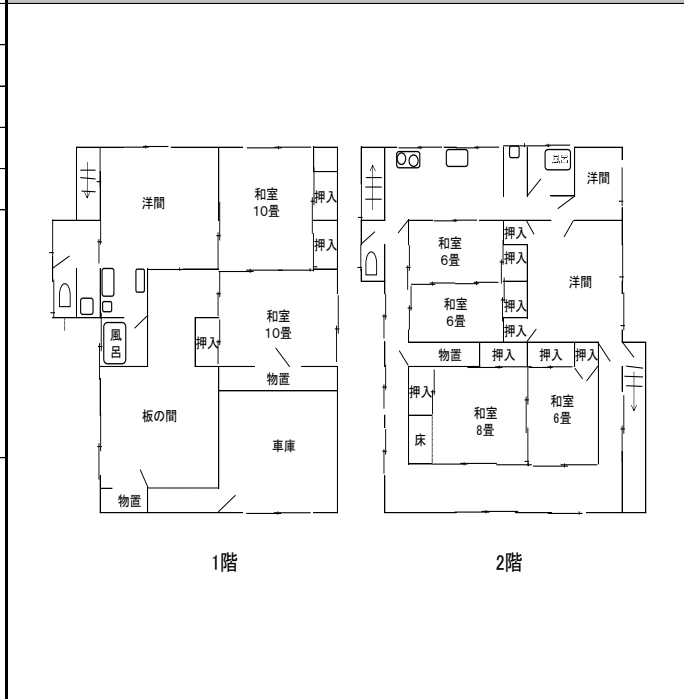 洋間
和室
10畳
押入
押入
和室
10畳
押入
風
呂
物置
板の間
車庫
物置
1階
風呂
洋間
和室
6畳
押入
押入
洋間
和室
6畳
押入
押入
物置
押入
押入
押入
押入
床
和室
8畳
和室
6畳
2階